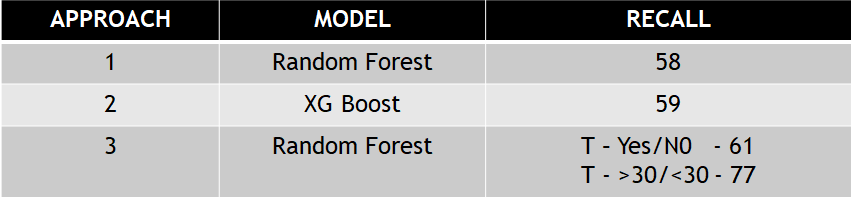 APPROACH MODEL RECALL
1 Random Forest 58
2 XG Boost 59
3 Random Forest T – Yes/N0 - 61
T - >30/<30 - 77